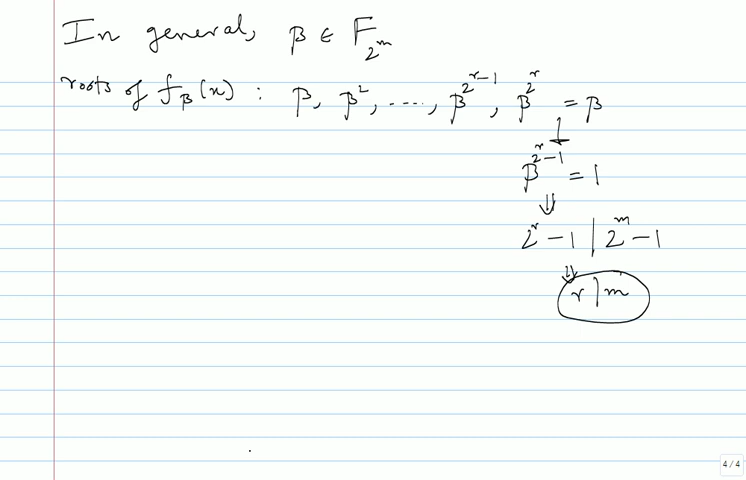 In general, β ∈ F_{2^m}
roots of f_β(x) : β, β^2, ....., β^{2^{r-1}}, β^{2^r} = β
↓
β^{2^r-1} = 1
⇓
2^r - 1 | 2^m - 1
⇓
r | m
4 / 4